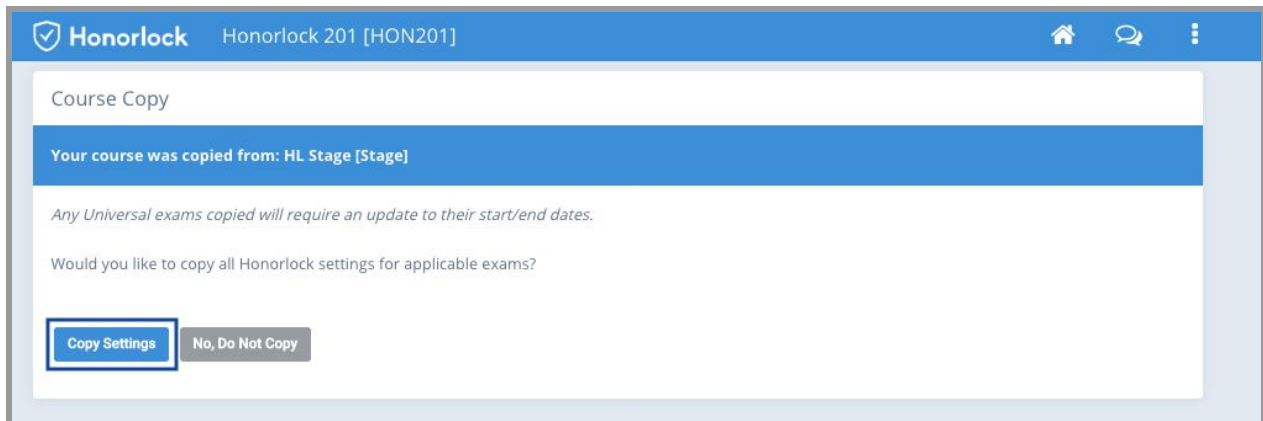 Honorlock Honorlock 201 [HON201]
Course Copy
Your course was copied from: HL Stage [Stage]
Any Universal exams copied will require an update to their start/end dates.
Would you like to copy all Honorlock settings for applicable exams?
Copy Settings No, Do Not Copy